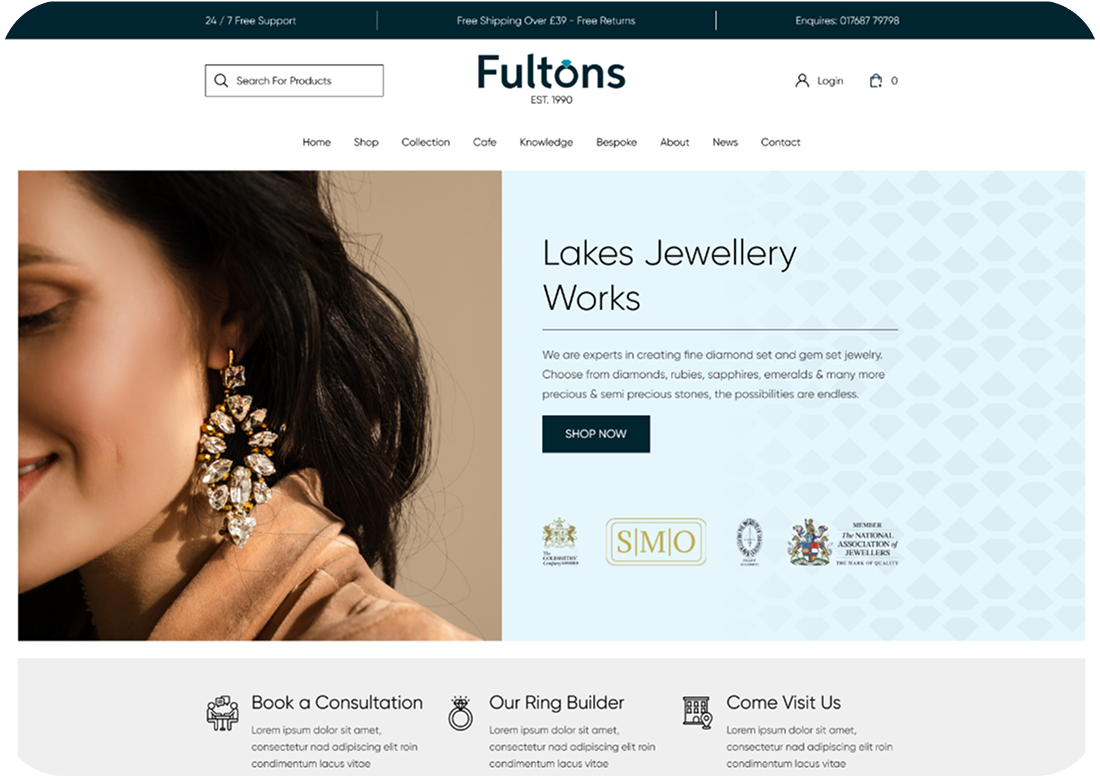 24 / 7 Free Support
Free Shipping Over £39 - Free Returns
Enquires: 017687 79798
Search For Products
Fultons
EST. 1990
Login
0
Home
Shop
Collection
Cafe
Knowledge
Bespoke
About
News
Contact
Lakes Jewellery
Works
We are experts in creating fine diamond set and gem set jewelry.
Choose from diamonds, rubies, sapphires, emeralds & many more
precious & semi precious stones, the possibilities are endless.
SHOP NOW
The
GOLDSMITHS'
Company
S|M|O
MEMBER
The NATIONAL
ASSOCIATION of
JEWELLERS
THE MARK OF QUALITY
Book a Consultation
Lorem ipsum dolor sit amet,
consectetur nad adipiscing elit roin
condimentum lacus vitae
Our Ring Builder
Lorem ipsum dolor sit amet,
consectetur nad adipiscing elit roin
condimentum lacus vitae
Come Visit Us
Lorem ipsum dolor sit amet,
consectetur nad adipiscing elit roin
condimentum lacus vitae